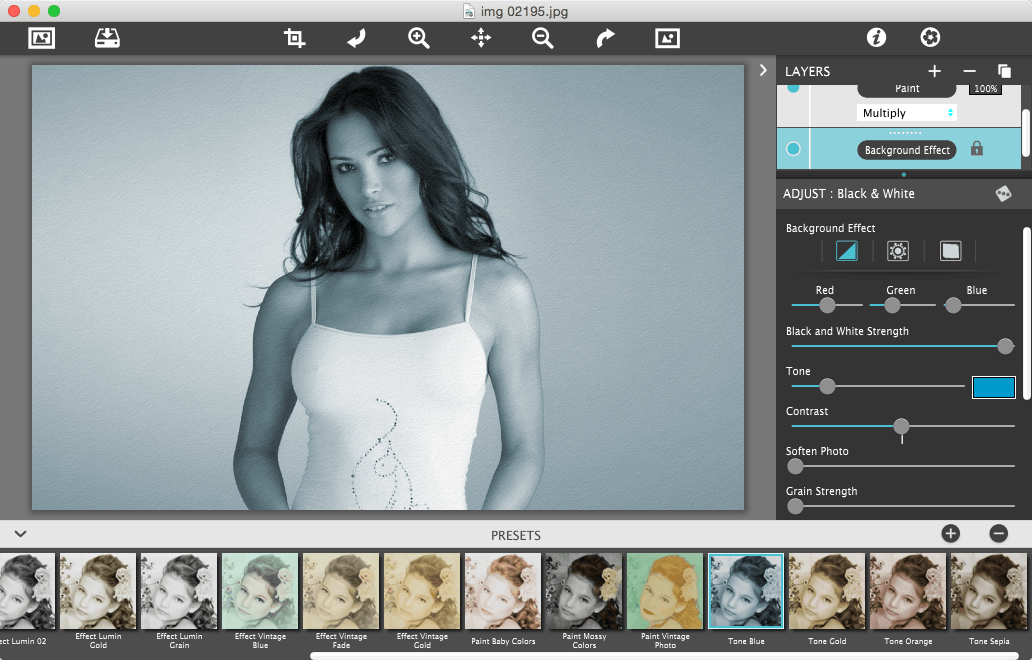 img 02195.jpg
LAYERS
Paint
100%
Multiply
Background Effect
ADJUST : Black & White
Background Effect
Red Green Blue
Black and White Strength
Tone
Contrast
Soften Photo
Grain Strength
PRESETS
ect Lumin 02
Effect Lumin
Gold
Effect Lumin
Grain
Effect Vintage
Blue
Effect Vintage
Fade
Effect Vintage
Gold
Paint Baby Colors
Paint Mossy
Colors
Paint Vintage
Photo
Tone Blue
Tone Gold
Tone Orange
Tone Sepia